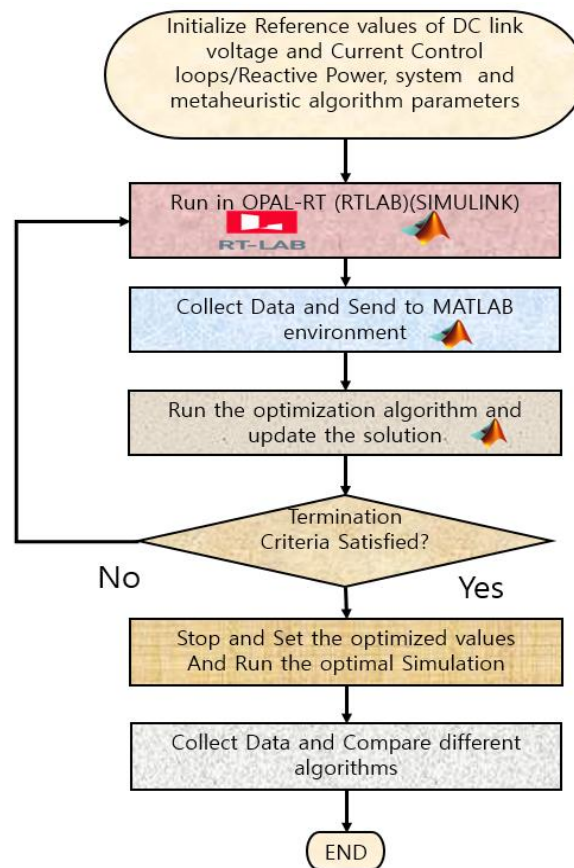 Initialize Reference values of DC link
voltage and Current Control
loops/Reactive Power, system and
metaheuristic algorithm parameters
Run in OPAL-RT (RTLAB)(SIMULINK)
RT-LAB
Collect Data and Send to MATLAB
environment
Run the optimization algorithm and
update the solution
Termination
Criteria Satisfied?
No
Yes
Stop and Set the optimized values
And Run the optimal Simulation
Collect Data and Compare different
algorithms
END